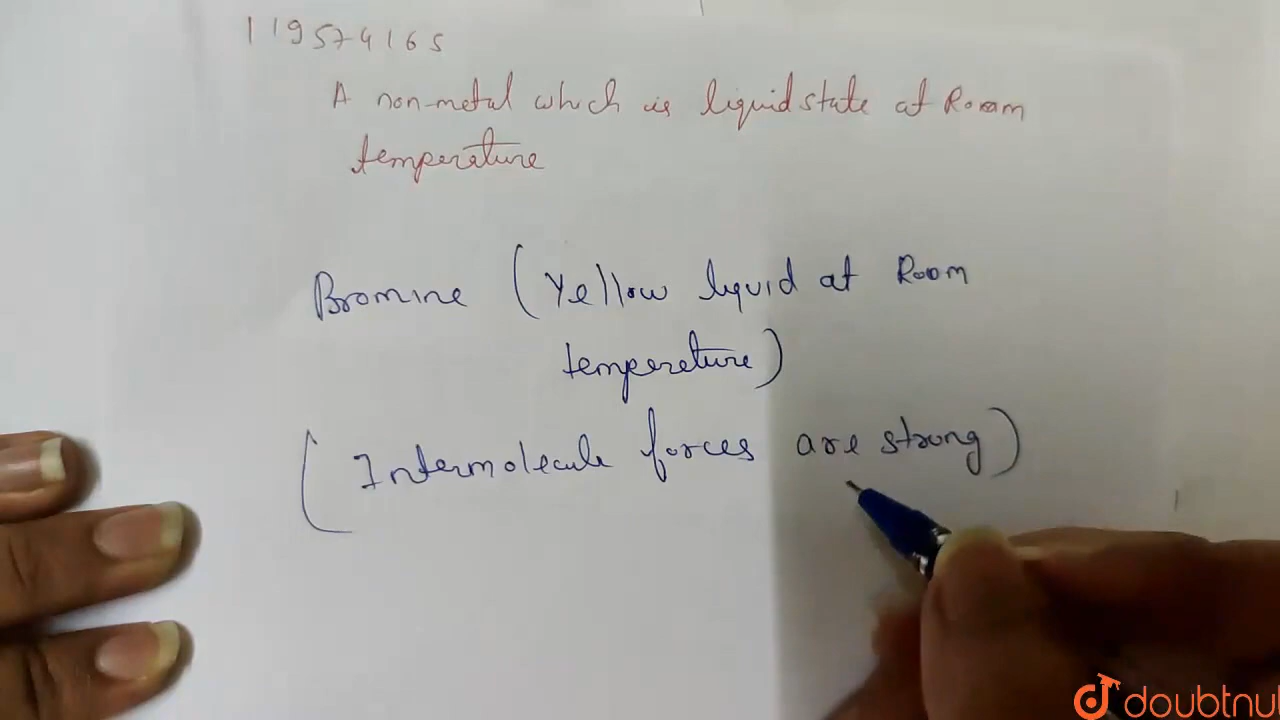 119574165
A non-metal which is liquid state at Room
temperature
Bromine (Yellow liquid at Room
temperature)
(Intermolecule forces are strong)
doubtnut